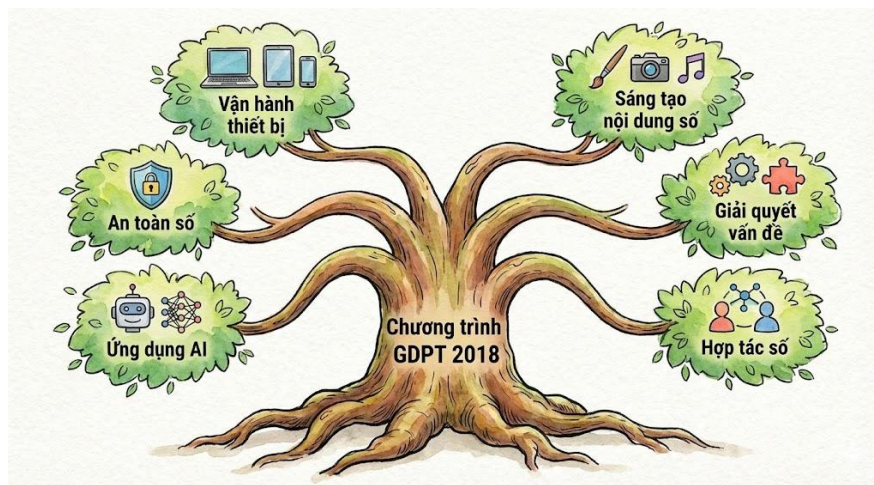 Vận hành
thiết bị
Sáng tạo
nội dung số
An toàn số
Giải quyết
vấn đề
Ứng dụng AI
Chương trình
GDPT 2018
Hợp tác số